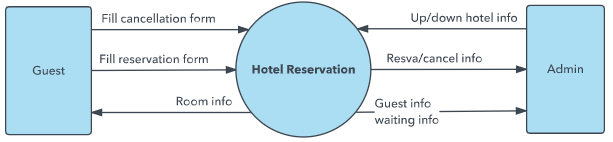 Fill cancellation form
Up/down hotel info
Fill reservation form
Resva/cancel info
Guest
Hotel Reservation
Admin
Room info
Guest info
waiting info